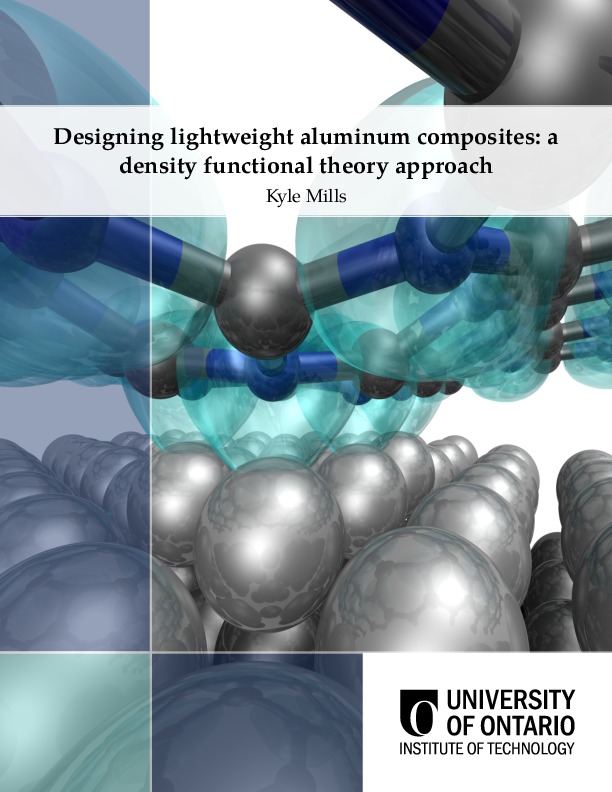 Designing lightweight aluminum composites: a
density functional theory approach
Kyle Mills
UNIVERSITY
OF ONTARIO
INSTITUTE OF TECHNOLOGY